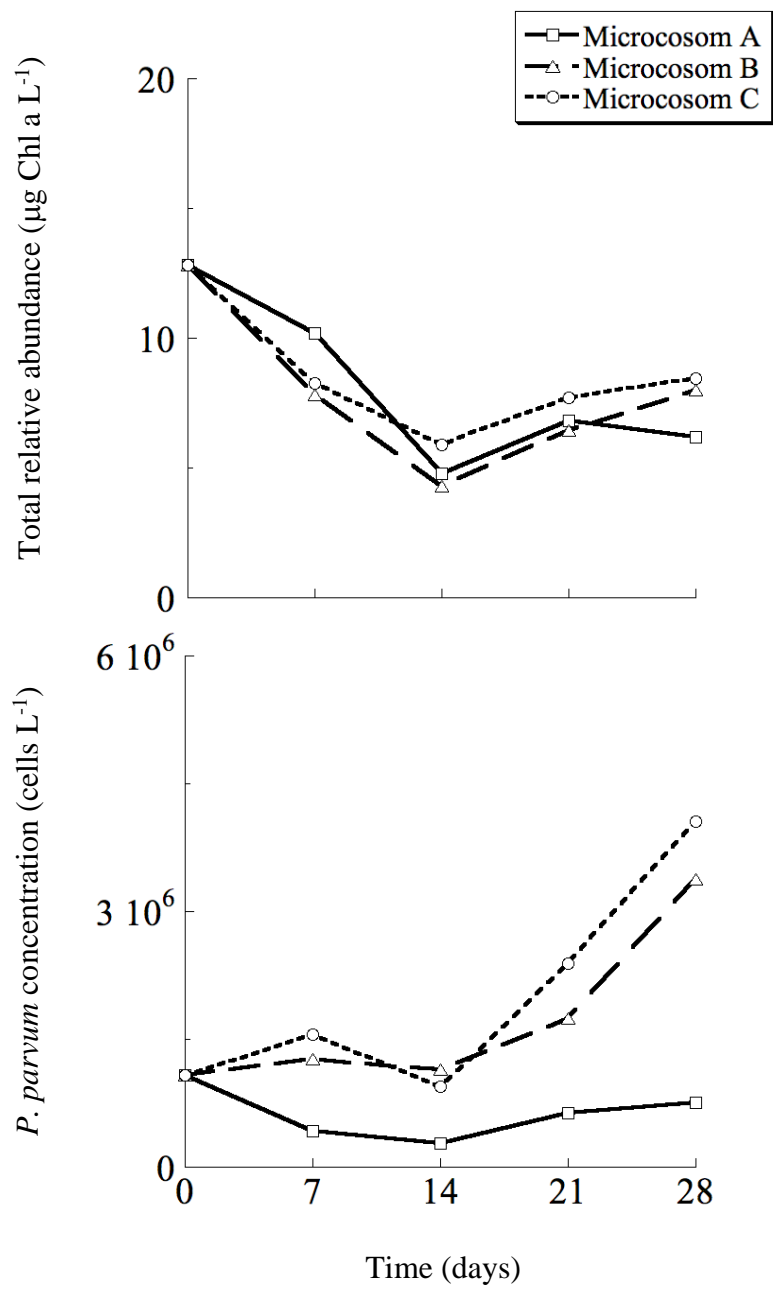 Microcosom A
Microcosom B
Microcosom C
Total relative abundance (µg Chl a L-1)
20
10
0
P. parvum concentration (cells L-1)
6 10^6
3 10^6
0
0 7 14 21 28
Time (days)